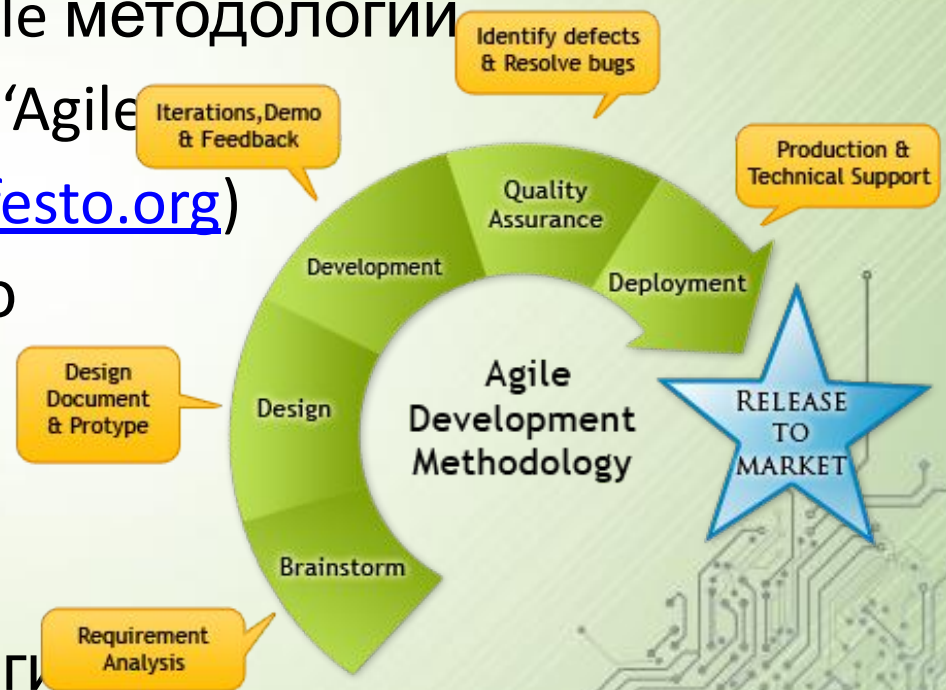 le методологии
‘Agile
festo.org)
Identify defects
& Resolve bugs
Iterations,Demo
& Feedback
Production &
Technical Support
Quality
Assurance
Development
Deployment
Design
Document
& Protype
Design
Agile
Development
Methodology
RELEASE
TO
MARKET
Brainstorm
Requirement
Analysis